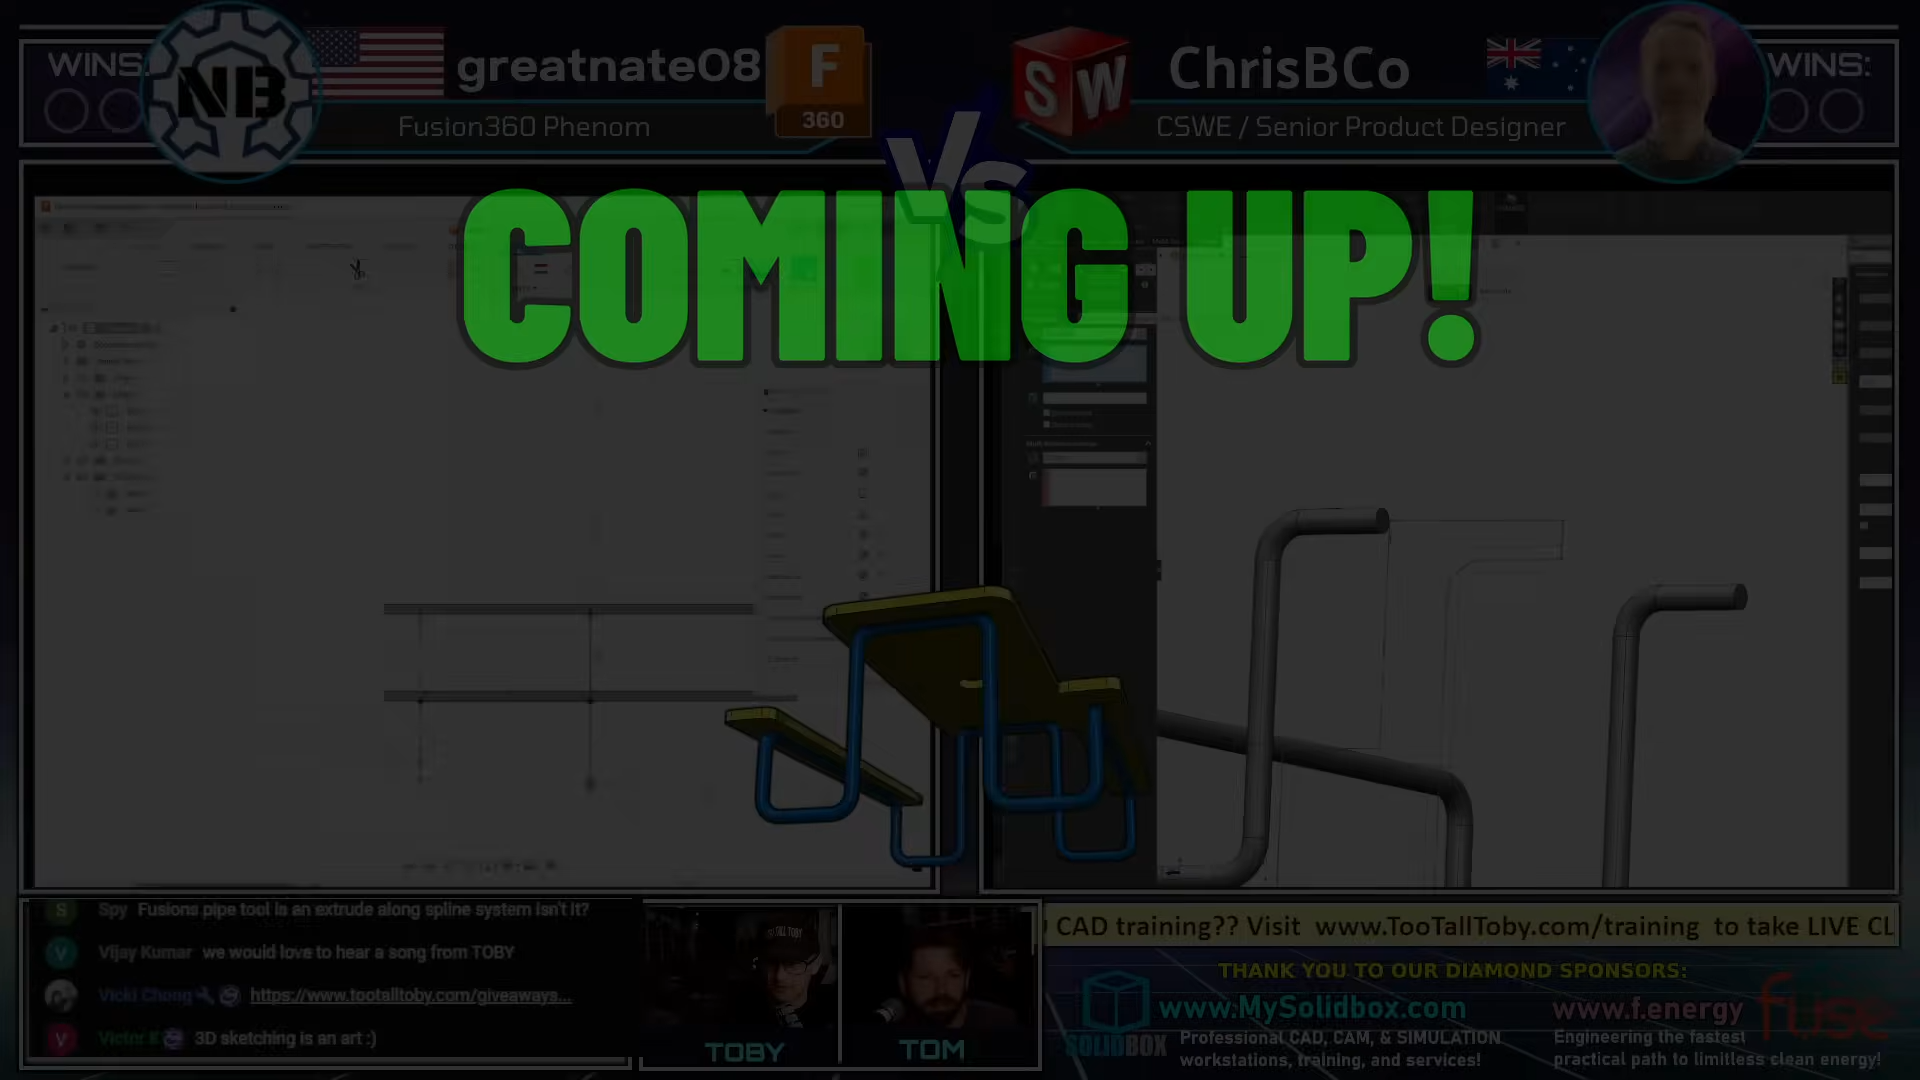 WINS:
NB
greatnate08
F
360
Fusion360 Phenom
VS
SW
ChrisBCo
CSWE / Senior Product Designer
WINS:
COMING UP!
S Spy Fusions pipe tool is an extrude along spline system isn't it?
V Vijay Kumar we would love to hear a song from TOBY
Vicki Chong https://www.tootalltoby.com/giveaways...
V Victor K 3D sketching is an art :)
TOBY
TOM
CAD training?? Visit www.TooTallToby.com/training to take LIVE CL
THANK YOU TO OUR DIAMOND SPONSORS:
SOLIDBOX
www.MySolidbox.com
Professional CAD, CAM, & SIMULATION
workstations, training, and services!
www.f.energy
fuse
Engineering the fastest
practical path to limitless clean energy!